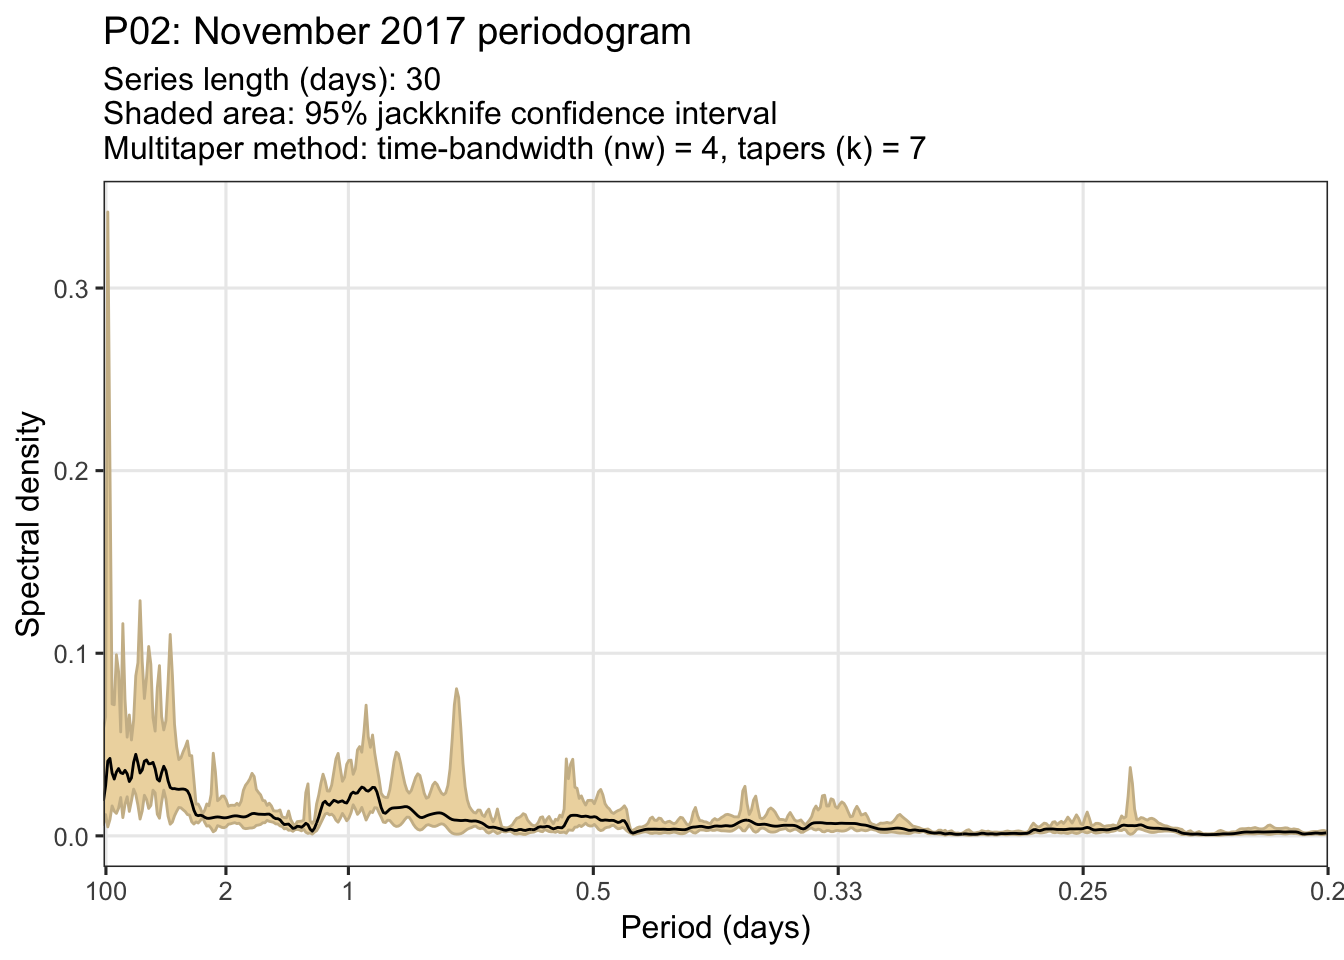 P02: November 2017 periodogram
Series length (days): 30
Shaded area: 95% jackknife confidence interval
Multitaper method: time-bandwidth (nw) = 4, tapers (k) = 7
Spectral density
0.3
0.2
0.1
0.0
100 2 1 0.5 0.33 0.25 0.2
Period (days)